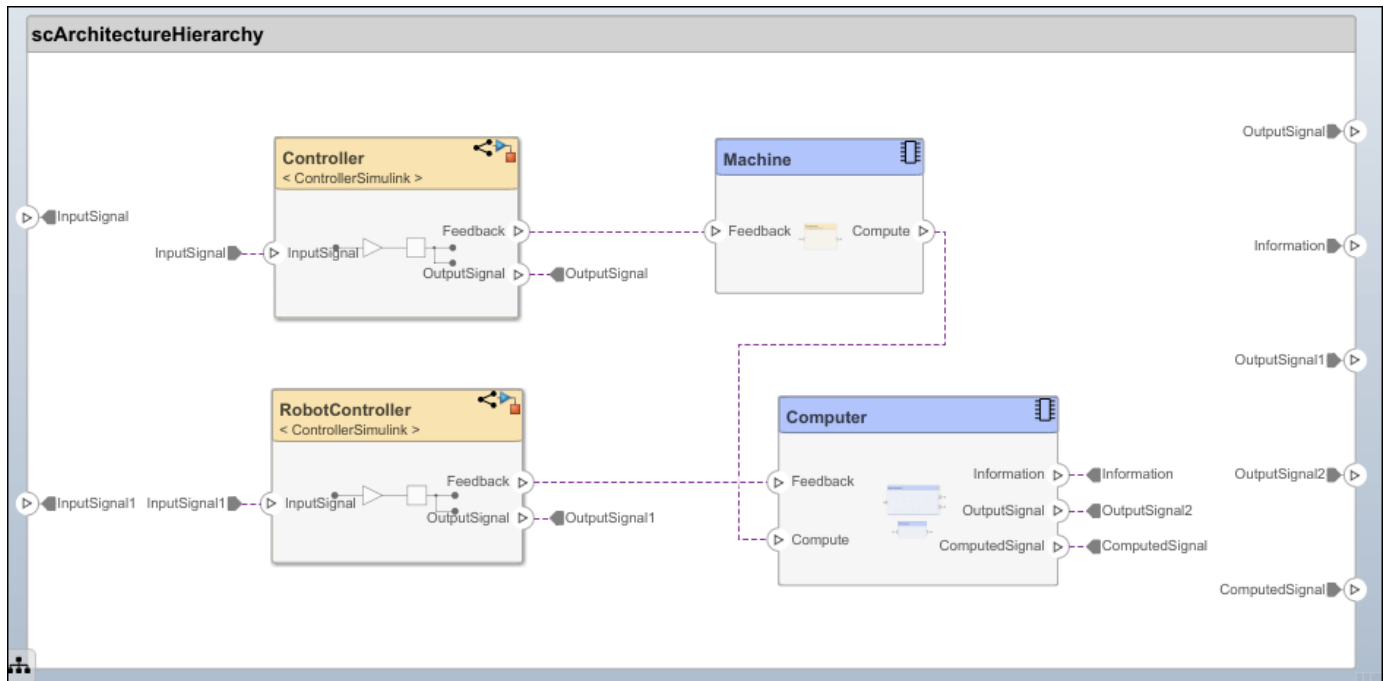 scArchitectureHierarchy
OutputSignal
Controller
< ControllerSimulink >
Machine
InputSignal
Feedback
Feedback
Compute
InputSignal
InputSignal
Information
OutputSignal
OutputSignal
OutputSignal1
RobotController
< ControllerSimulink >
Computer
Feedback
Feedback
Information
Information
OutputSignal2
InputSignal1
InputSignal1
InputSignal
OutputSignal
OutputSignal2
OutputSignal
OutputSignal1
Compute
ComputedSignal
ComputedSignal
ComputedSignal